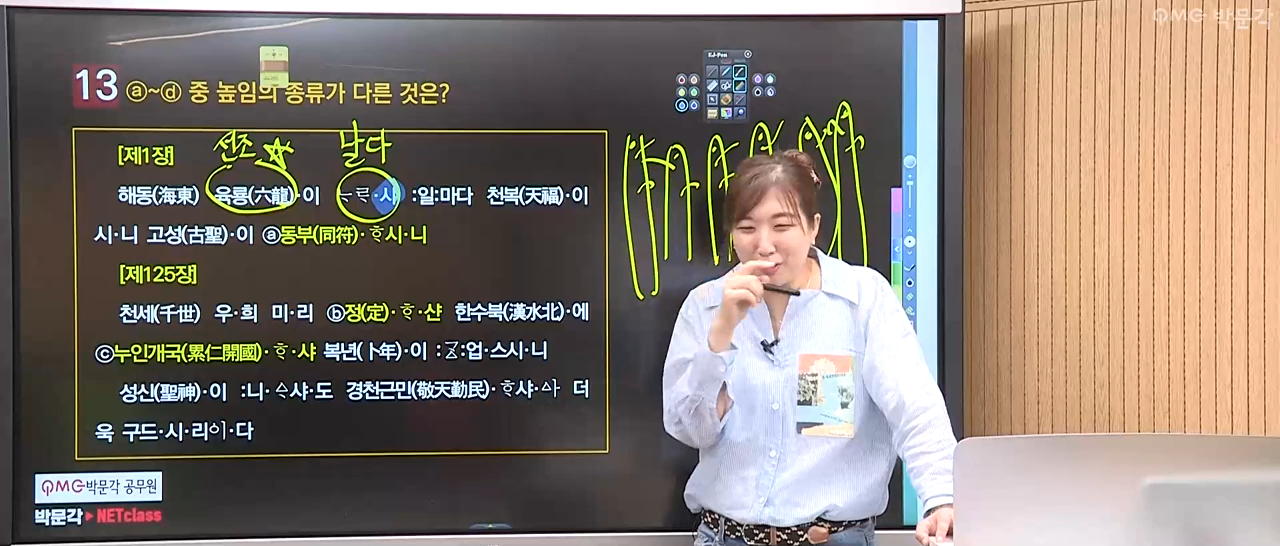 QMG 박문각
13 ⓐ~ⓓ 중 높임의 종류가 다른 것은?
선조 날다
[제1장]
해동(海東) 육룡(六龍)·이 ᄂᆞᄅᆞ·샤 :일:마다 천복(天福)·이
시·니 고성(古聖)·이 ⓐ동부(同符)·ᄒᆞ시·니
[제125장]
천세(千世) 우·희 미·리 ⓑ정(定)·ᄒᆞ·샨 한수북(漢水北)·에
ⓒ누인개국(累仁開國)·ᄒᆞ·샤 복년(卜年)·이 :업·스시·니
성신(聖神)·이 :니·ᅀᆞ샤·도 경천근민(敬天勤民)·ᄒᆞ샤·ᅀᅡ 더
욱 구드·시·리이·다
QMG박문각 공무원
박문각 NETclass
EJ-Pen